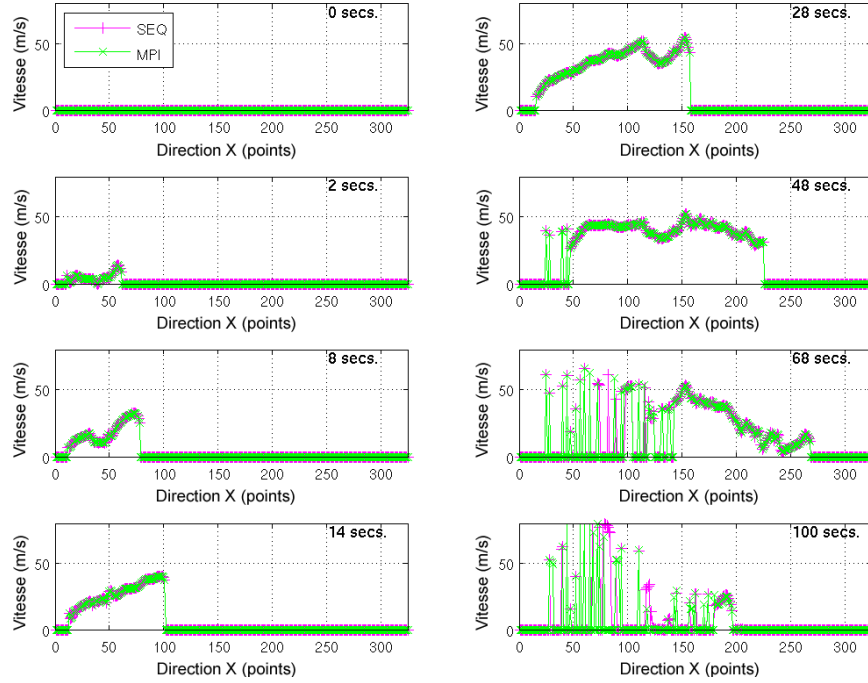 0 secs.
SEQ
MPI
Vitesse (m/s)
50
0
0 50 100 150 200 250 300
Direction X (points)
2 secs.
Vitesse (m/s)
50
0
0 50 100 150 200 250 300
Direction X (points)
8 secs.
Vitesse (m/s)
50
0
0 50 100 150 200 250 300
Direction X (points)
14 secs.
Vitesse (m/s)
50
0
0 50 100 150 200 250 300
Direction X (points)
28 secs.
Vitesse (m/s)
50
0
0 50 100 150 200 250 300
Direction X (points)
48 secs.
Vitesse (m/s)
50
0
0 50 100 150 200 250 300
Direction X (points)
68 secs.
Vitesse (m/s)
50
0
0 50 100 150 200 250 300
Direction X (points)
100 secs.
Vitesse (m/s)
50
0
0 50 100 150 200 250 300
Direction X (points)